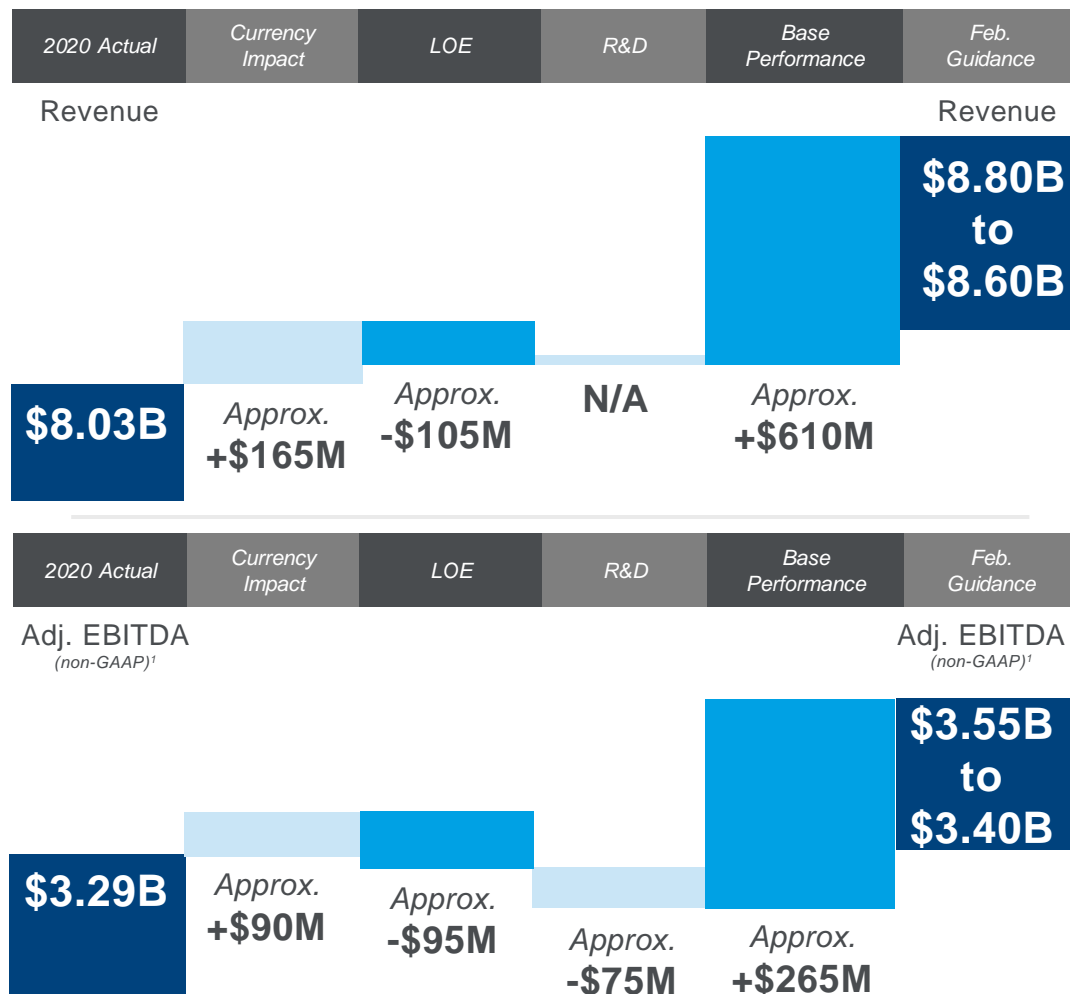 2020 Actual
Currency
Impact
LOE
R&D
Base
Performance
Feb.
Guidance
Revenue
Revenue
$8.80B
to
$8.60B
$8.03B
Approx.
+$165M
Approx.
-$105M
N/A
Approx.
+$610M
2020 Actual
Currency
Impact
LOE
R&D
Base
Performance
Feb.
Guidance
Adj. EBITDA
(non-GAAP)¹
Adj. EBITDA
(non-GAAP)¹
$3.55B
to
$3.40B
$3.29B
Approx.
+$90M
Approx.
-$95M
Approx.
-$75M
Approx.
+$265M